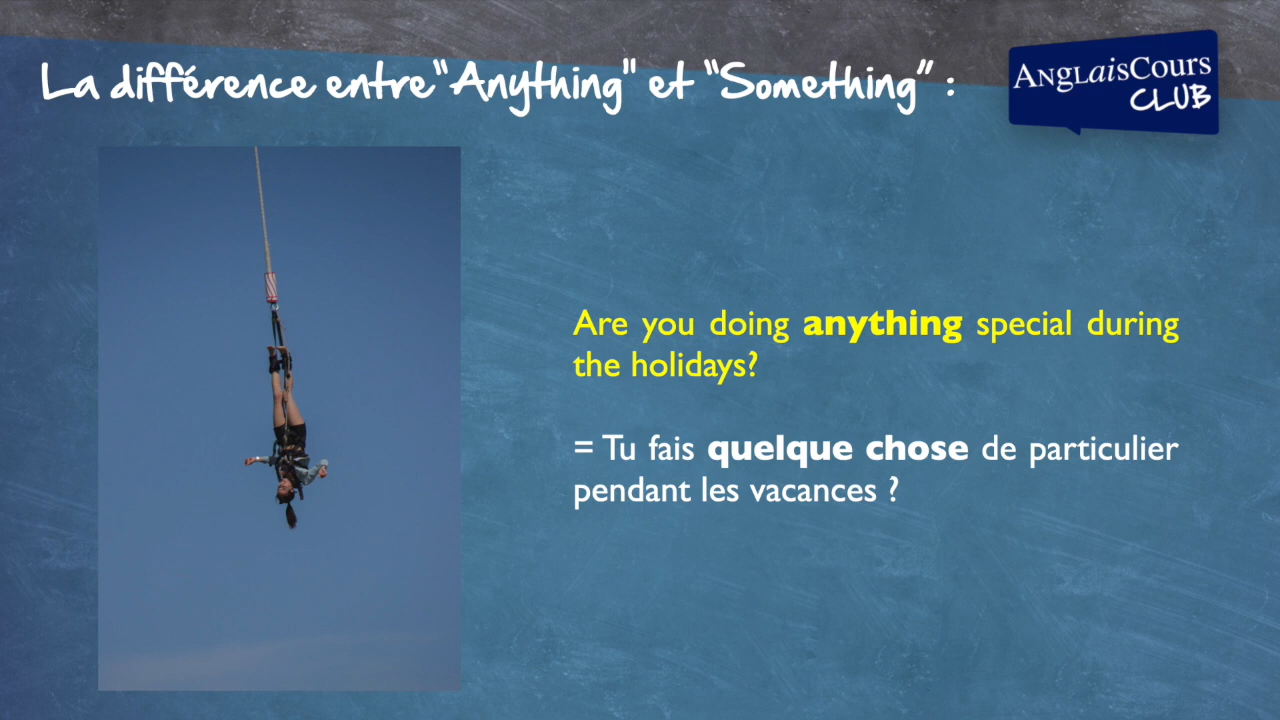 La différence entre "Anything" et "Something" :
AnglaisCours
CLUB
Are you doing anything special during
the holidays?
= Tu fais quelque chose de particulier
pendant les vacances ?